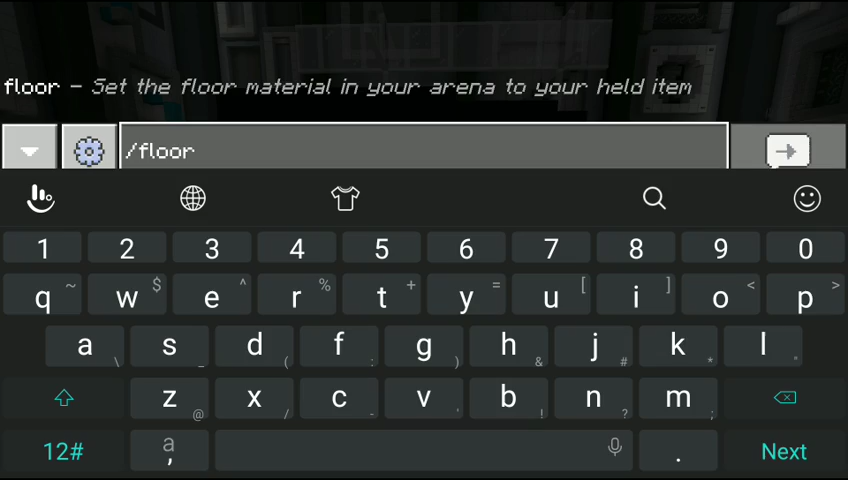 floor - Set the floor material in your arena to your held item
/floor
1 2 3 4 5 6 7 8 9 0
q ~ w $ e ^ r % t + y = u [ i ] o < p >
a \ s _ d ( f : g ) h & j # k * l "
z @ x / c - v ' b ! n ? m ;
12# a , . Next